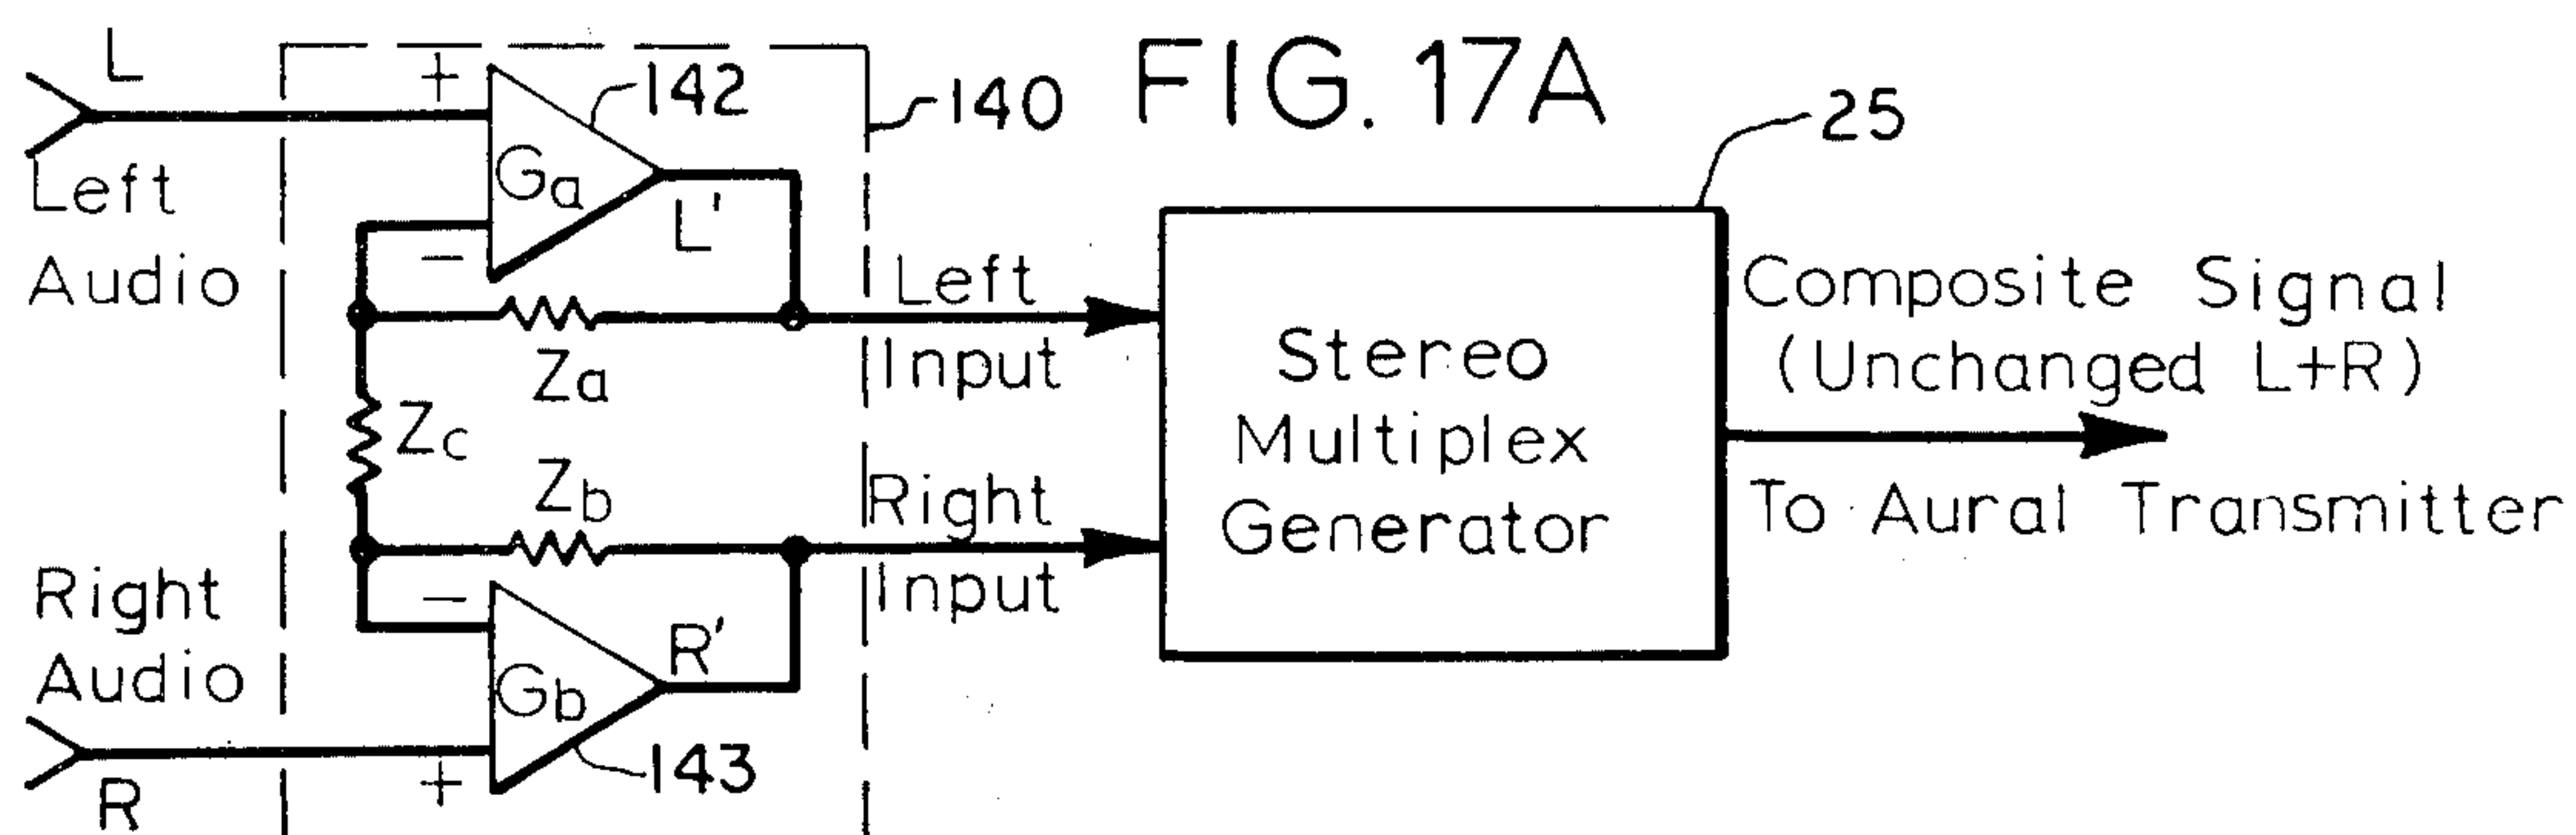 FIG. 17A
L
+
142
140
25
Ga
Left
Audio
L'
−
Left
Input
Za
Zc
Zb
Right
Input
Stereo
Multiplex
Generator
Composite Signal
(Unchanged L+R)
To Aural Transmitter
Right
Audio
−
Gb
R'
143
+
R